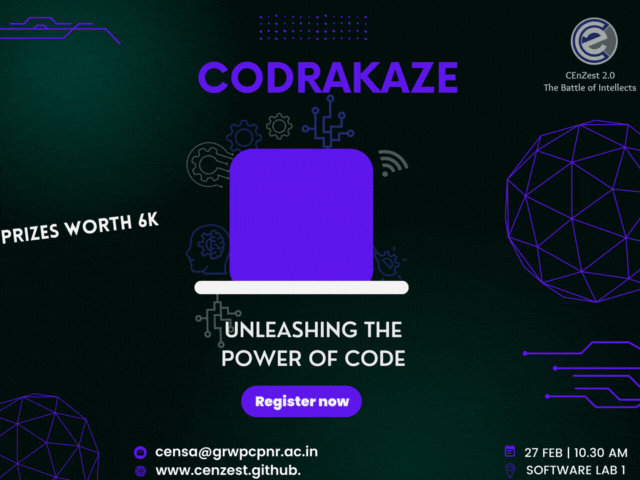 CODRAKAZE
CEnZest 2.0
The Battle of Intellects
PRIZES WORTH 6K
UNLEASHING THE
POWER OF CODE
Register now
censa@grwpcpnr.ac.in
www.cenzest.github.
27 FEB | 10.30 AM
SOFTWARE LAB 1